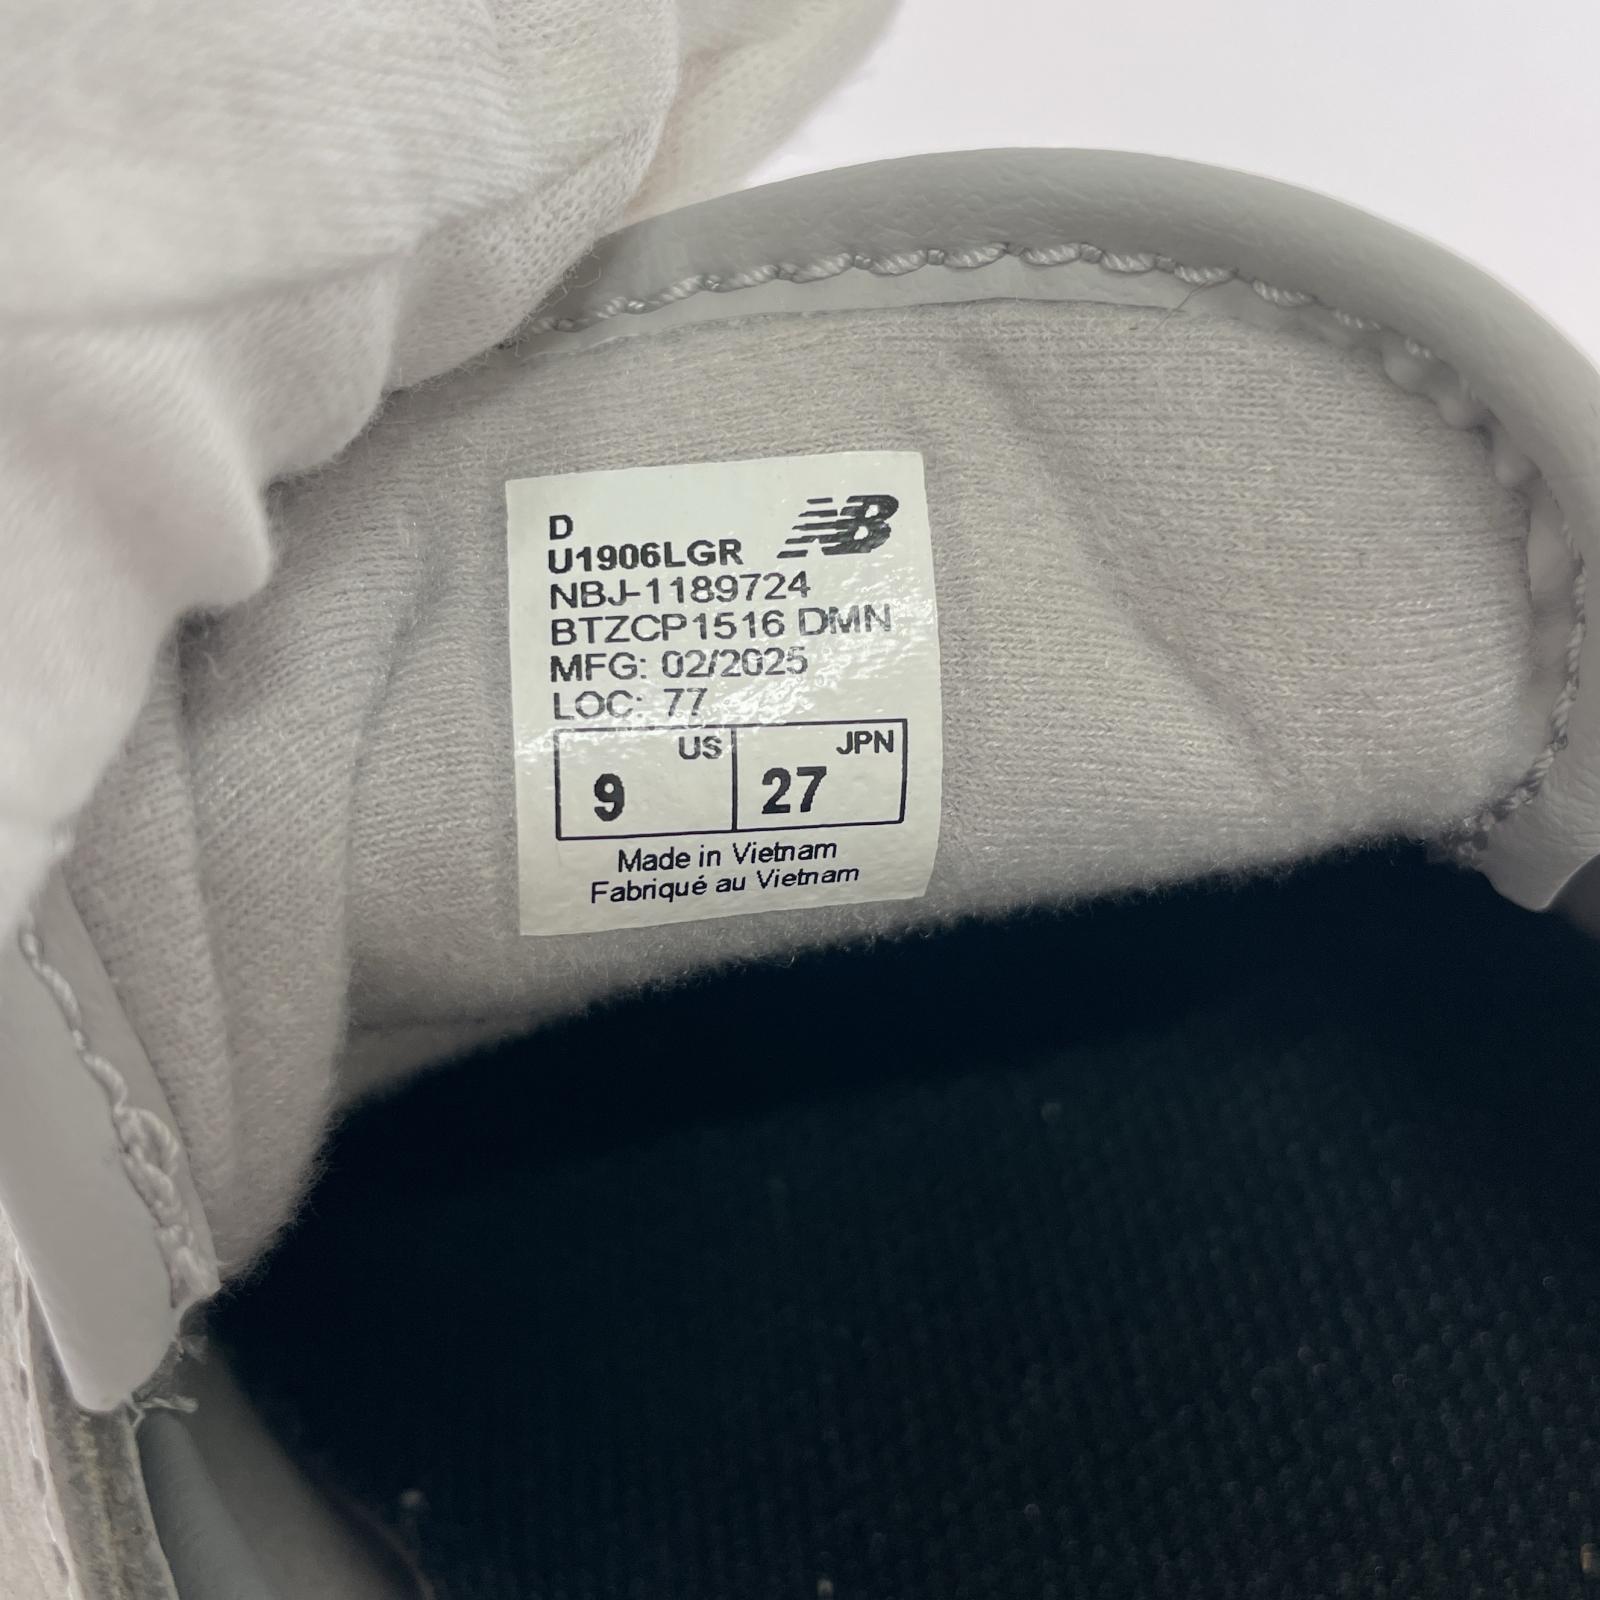 D
NB
U1906LGR
NBJ-1189724
BTZCP1516 DMN
MFG: 02/2025
LOC: 77
US JPN
9 27
Made in Vietnam
Fabriqué au Vietnam